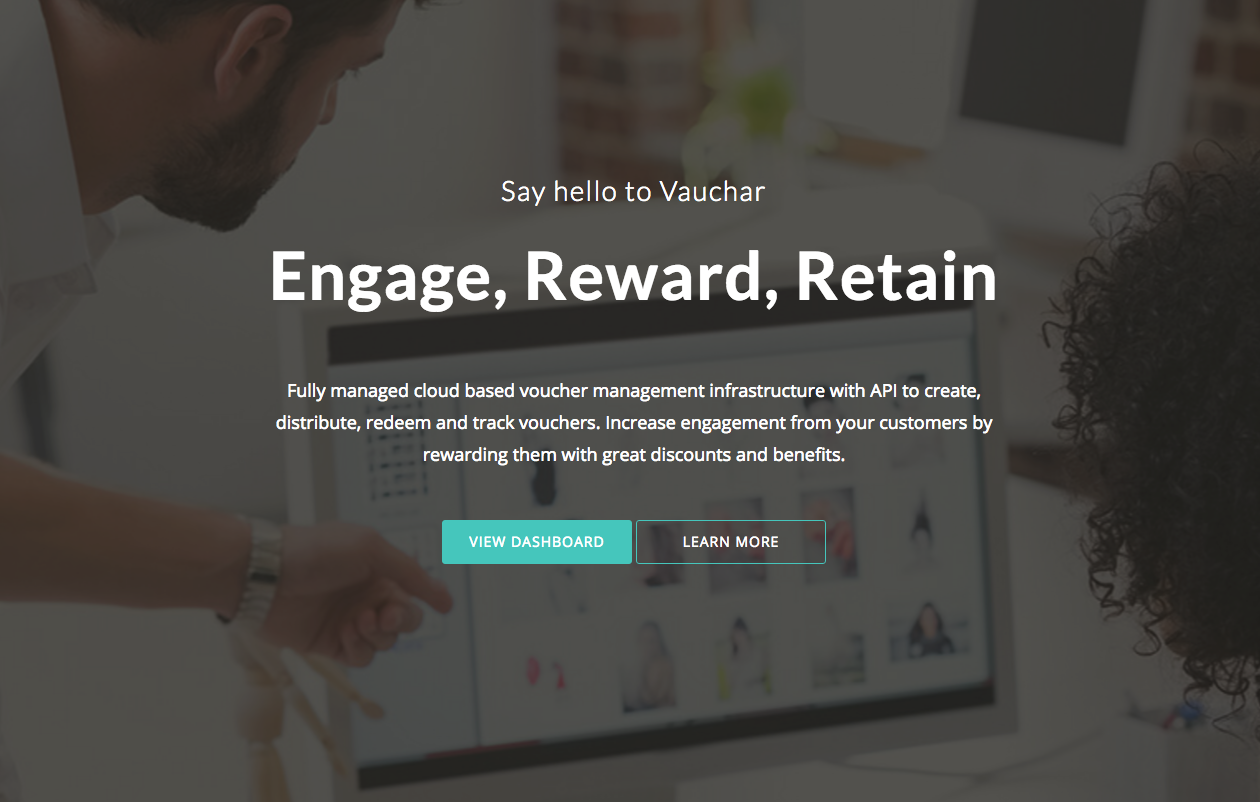 Say hello to Vauchar
Engage, Reward, Retain
Fully managed cloud based voucher management infrastructure with API to create,
distribute, redeem and track vouchers. Increase engagement from your customers by
rewarding them with great discounts and benefits.
VIEW DASHBOARD
LEARN MORE